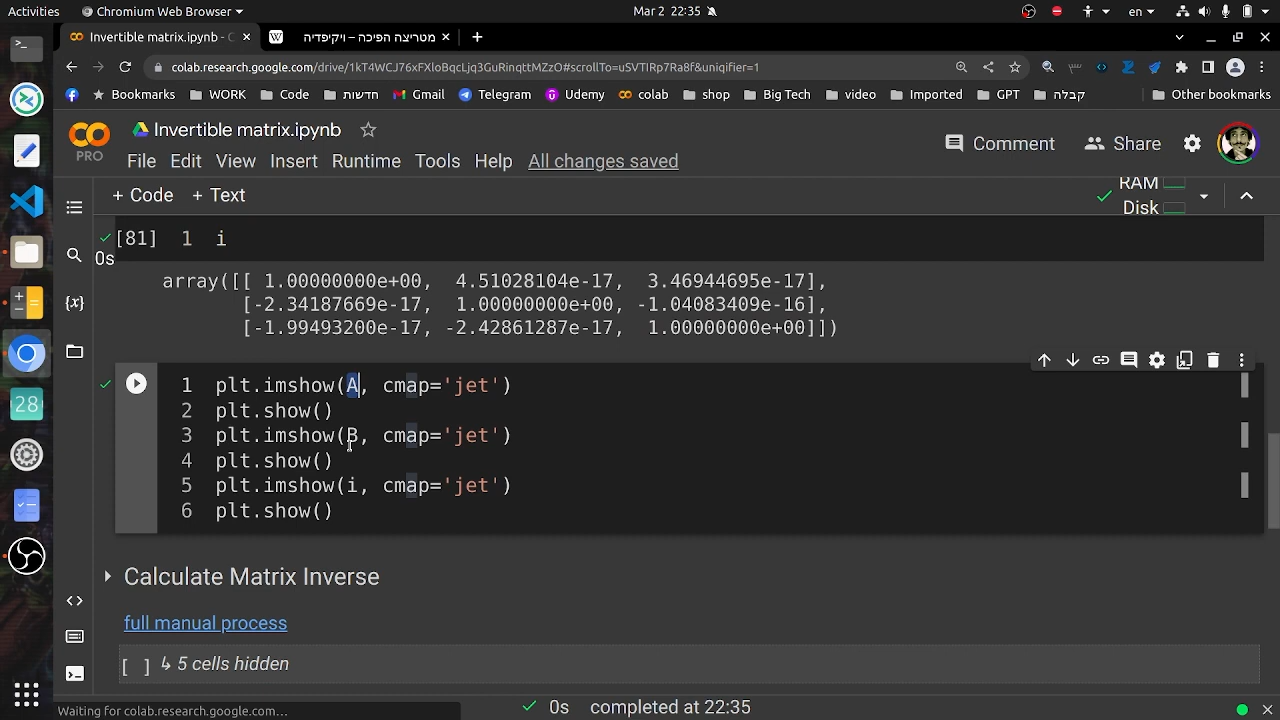 Activities Chromium Web Browser Mar 2 22:35 en
Invertible matrix.ipynb - C מטריצה הפיכה – ויקיפדיה
colab.research.google.com/drive/1kT4WCJ76xFXloBqcLjq3GuRinqttMZzO#scrollTo=uSVTIRp7Ra8f&uniqifier=1
Bookmarks WORK Code חדשות Gmail Telegram Udemy colab shop Big Tech video Imported GPT קבלה Other bookmarks
Invertible matrix.ipynb
PRO
Comment Share
File Edit View Insert Runtime Tools Help All changes saved
+ Code + Text
RAM
Disk
[81] 1 i
0s
array([[ 1.00000000e+00, 4.51028104e-17, 3.46944695e-17],
[-2.34187669e-17, 1.00000000e+00, -1.04083409e-16],
[-1.99493200e-17, -2.42861287e-17, 1.00000000e+00]])
1 plt.imshow(A, cmap='jet')
2 plt.show()
3 plt.imshow(B, cmap='jet')
4 plt.show()
5 plt.imshow(i, cmap='jet')
6 plt.show()
Calculate Matrix Inverse
full manual process
[ ] ↳ 5 cells hidden
0s completed at 22:35
Waiting for colab.research.google.com...
{x}
28